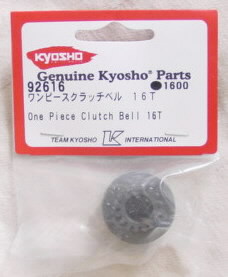 KYOSHO
Genuine Kyosho® Parts
92616 ●1600
ワンピースクラッチベル 16T
One Piece Clutch Bell 16T
TEAM KYOSHO K INTERNATIONAL